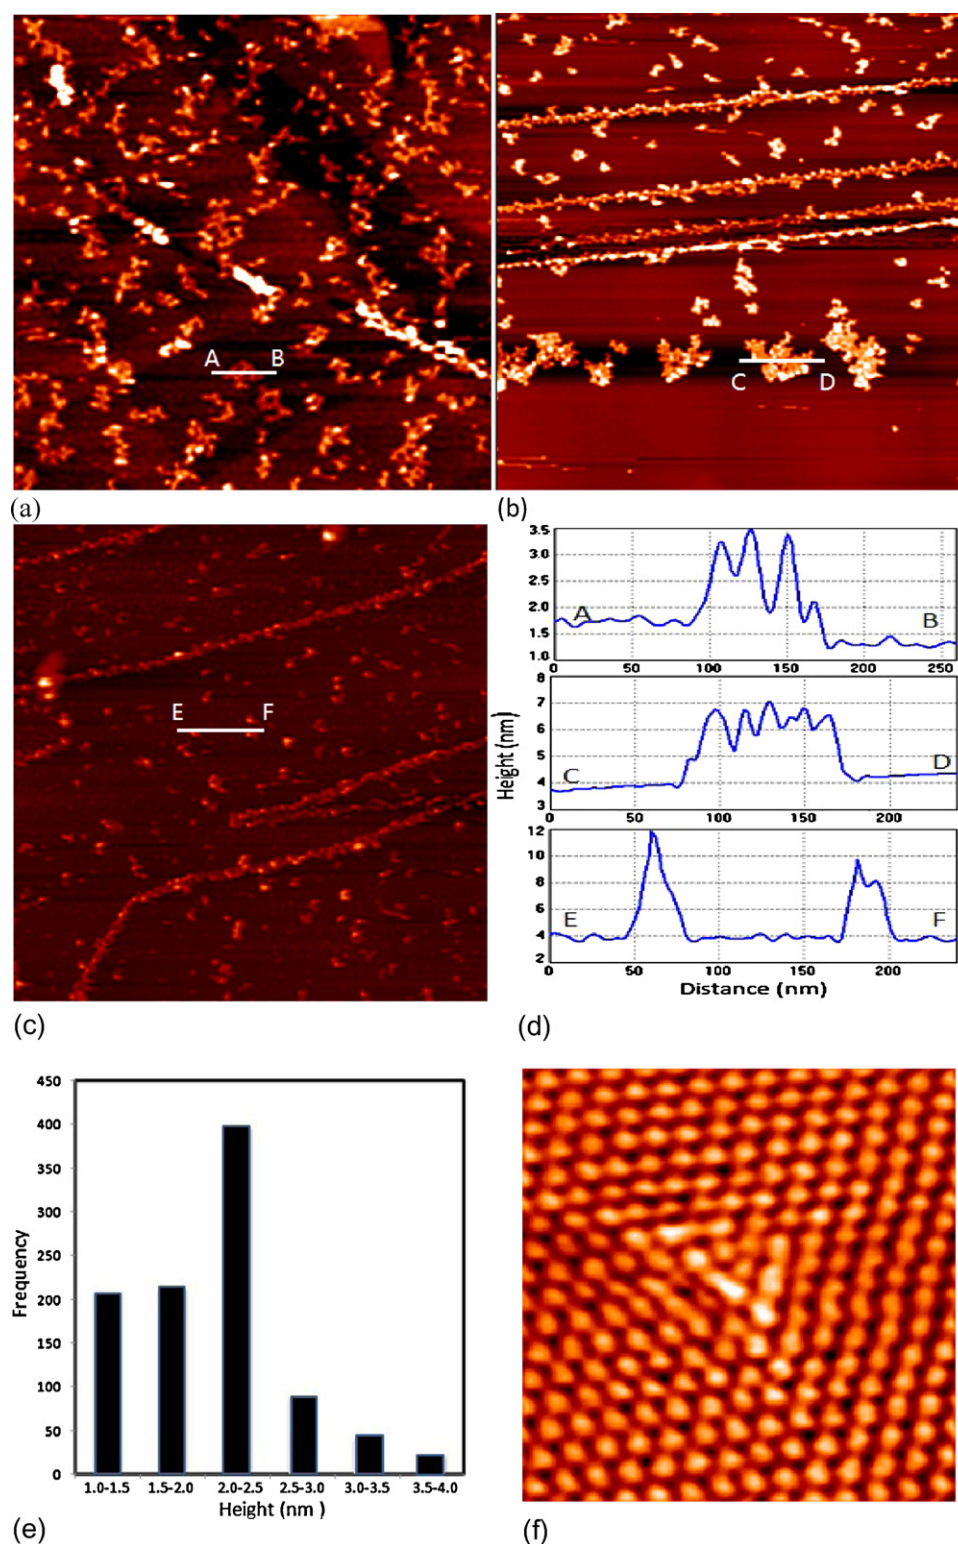 A B
C D
(a)
(b)
E F
3.5
3.0
2.5
2.0
1.5
1.0
A
B
0 50 100 150 200 250
8
7
6
5
4
3
C
D
0 50 100 150 200
12
10
8
6
4
2
E
F
0 50 100 150 200
Height (nm)
Distance (nm)
(c)
(d)
450
400
350
300
250
200
150
100
50
0
Frequency
1.0-1.5 1.5-2.0 2.0-2.5 2.5-3.0 3.0-3.5 3.5-4.0
Height (nm )
(e)
(f)